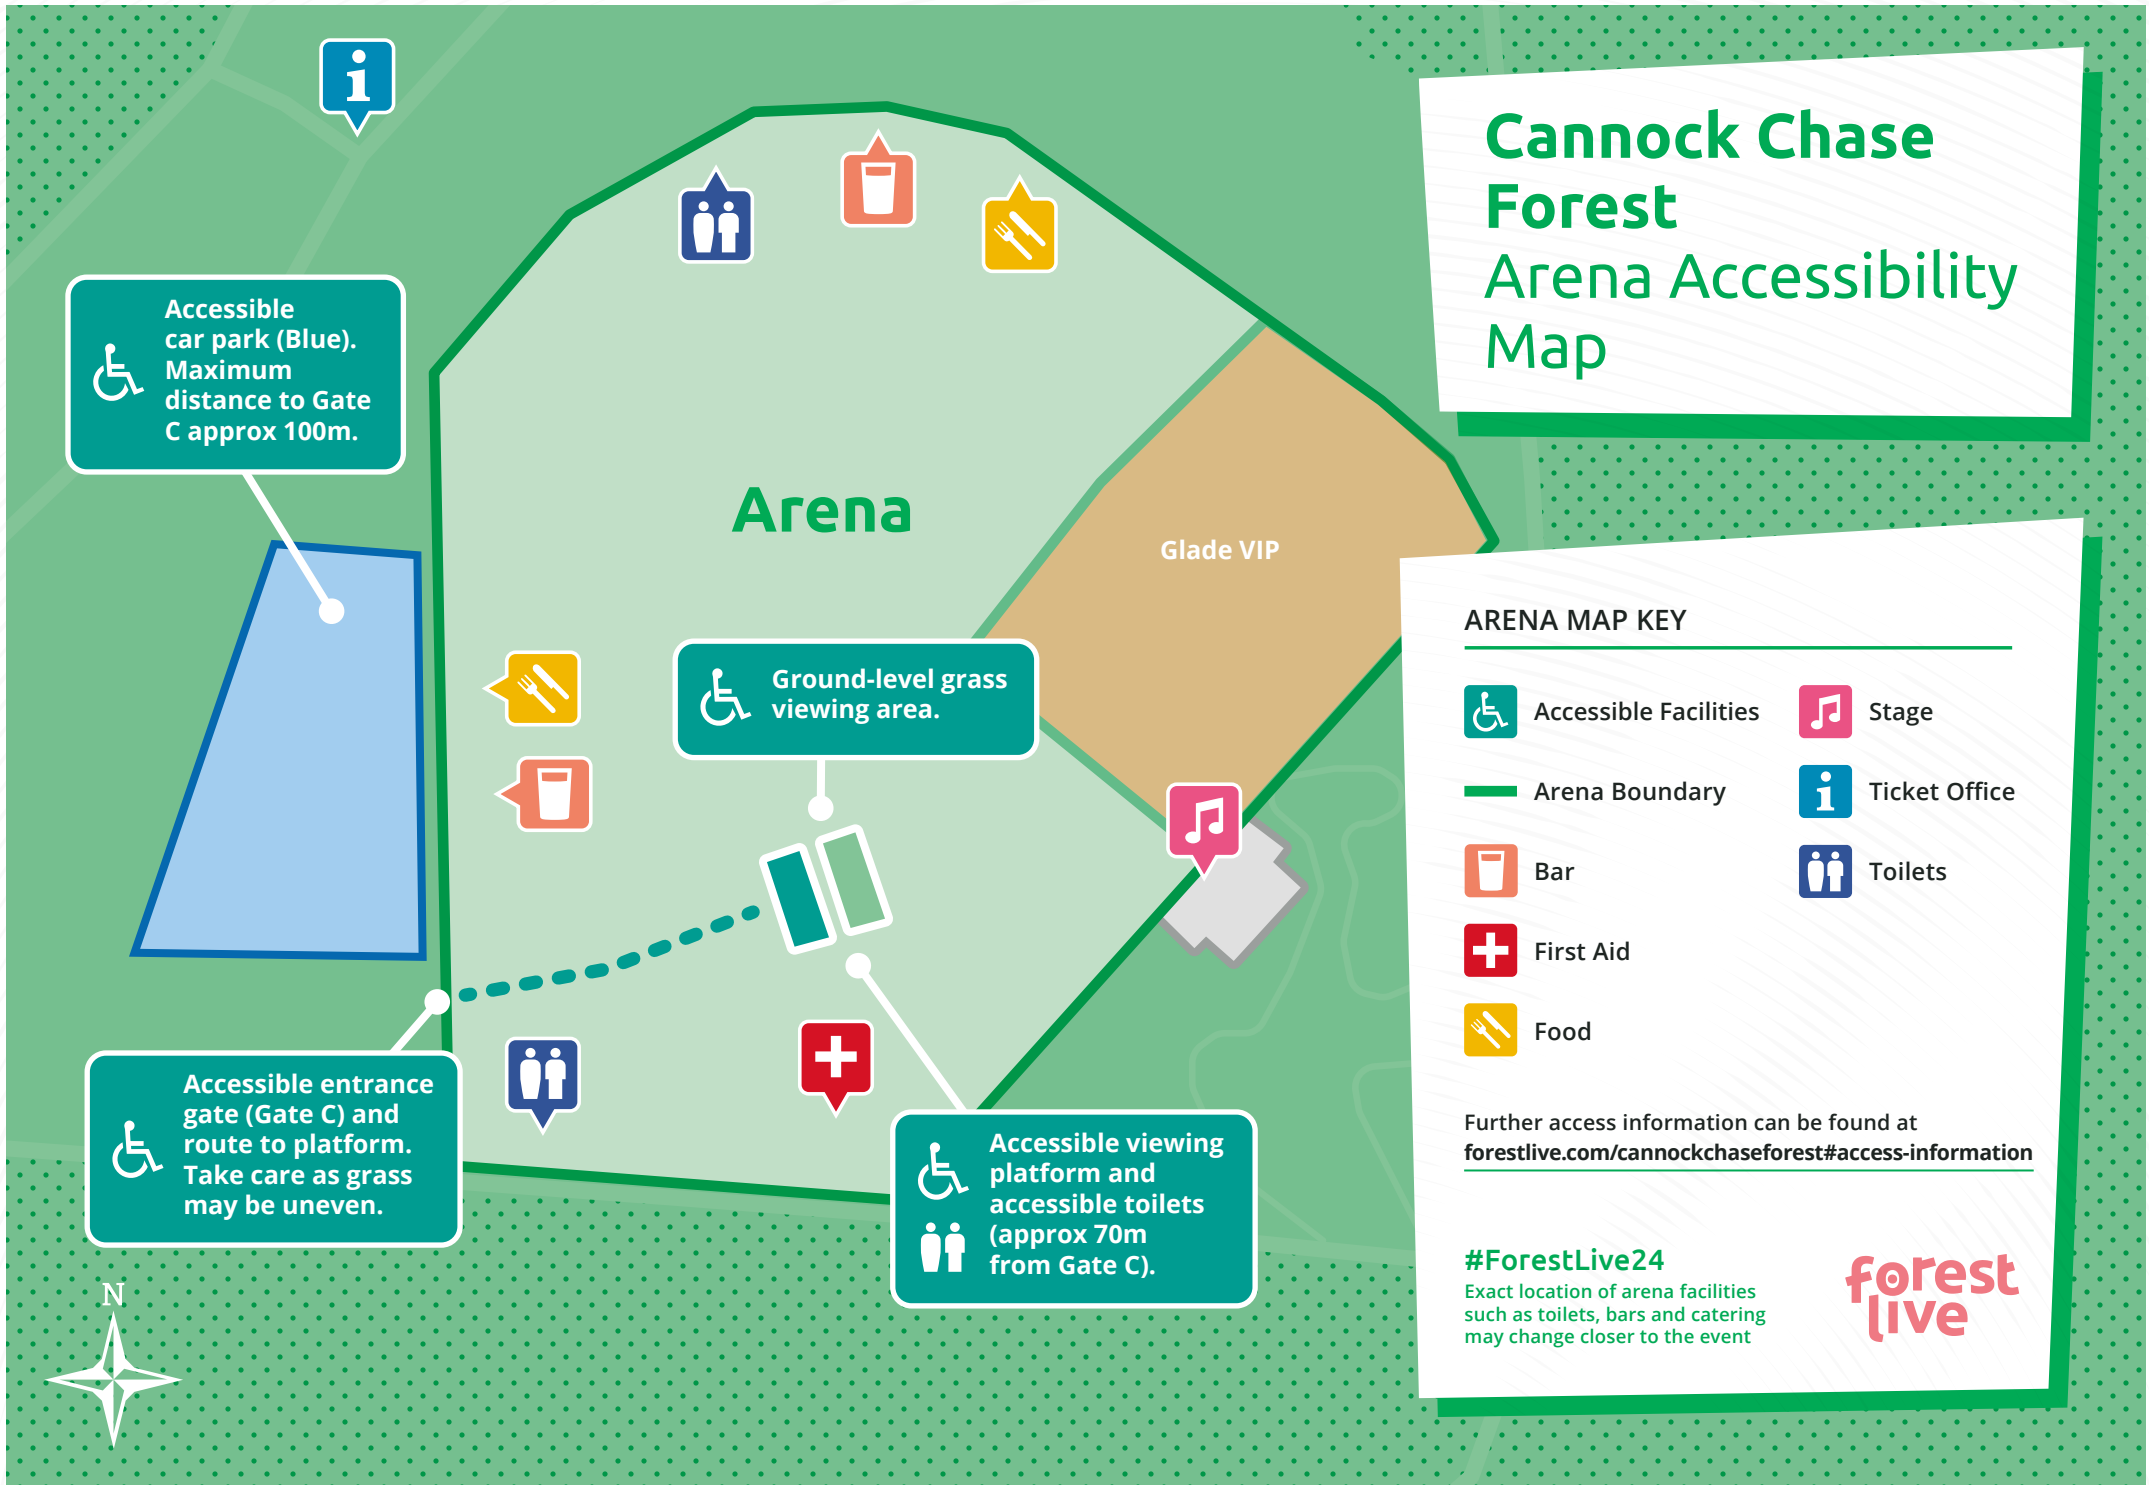 Cannock Chase
Forest
Arena Accessibility
Map
Accessible
car park (Blue).
Maximum
distance to Gate
C approx 100m.
Arena
Glade VIP
Ground-level grass
viewing area.
Accessible entrance
gate (Gate C) and
route to platform.
Take care as grass
may be uneven.
Accessible viewing
platform and
accessible toilets
(approx 70m
from Gate C).
N
ARENA MAP KEY
Accessible Facilities
Arena Boundary
Bar
First Aid
Food
Stage
Ticket Office
Toilets
Further access information can be found at
forestlive.com/cannockchaseforest#access-information
#ForestLive24
Exact location of arena facilities
such as toilets, bars and catering
may change closer to the event
forest
live